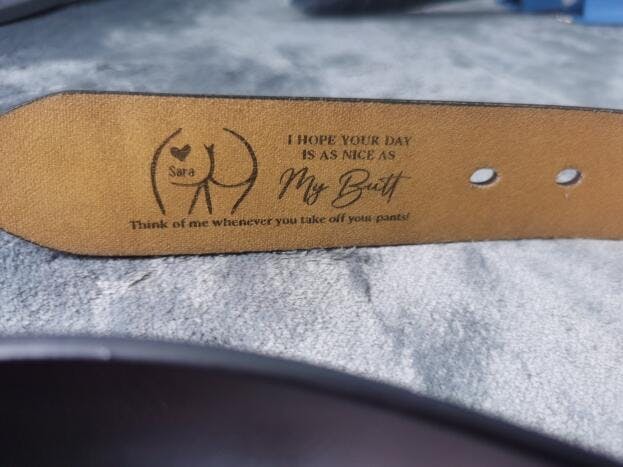 Sara
I HOPE YOUR DAY
IS AS NICE AS
My Butt
Think of me whenever you take off your pants!